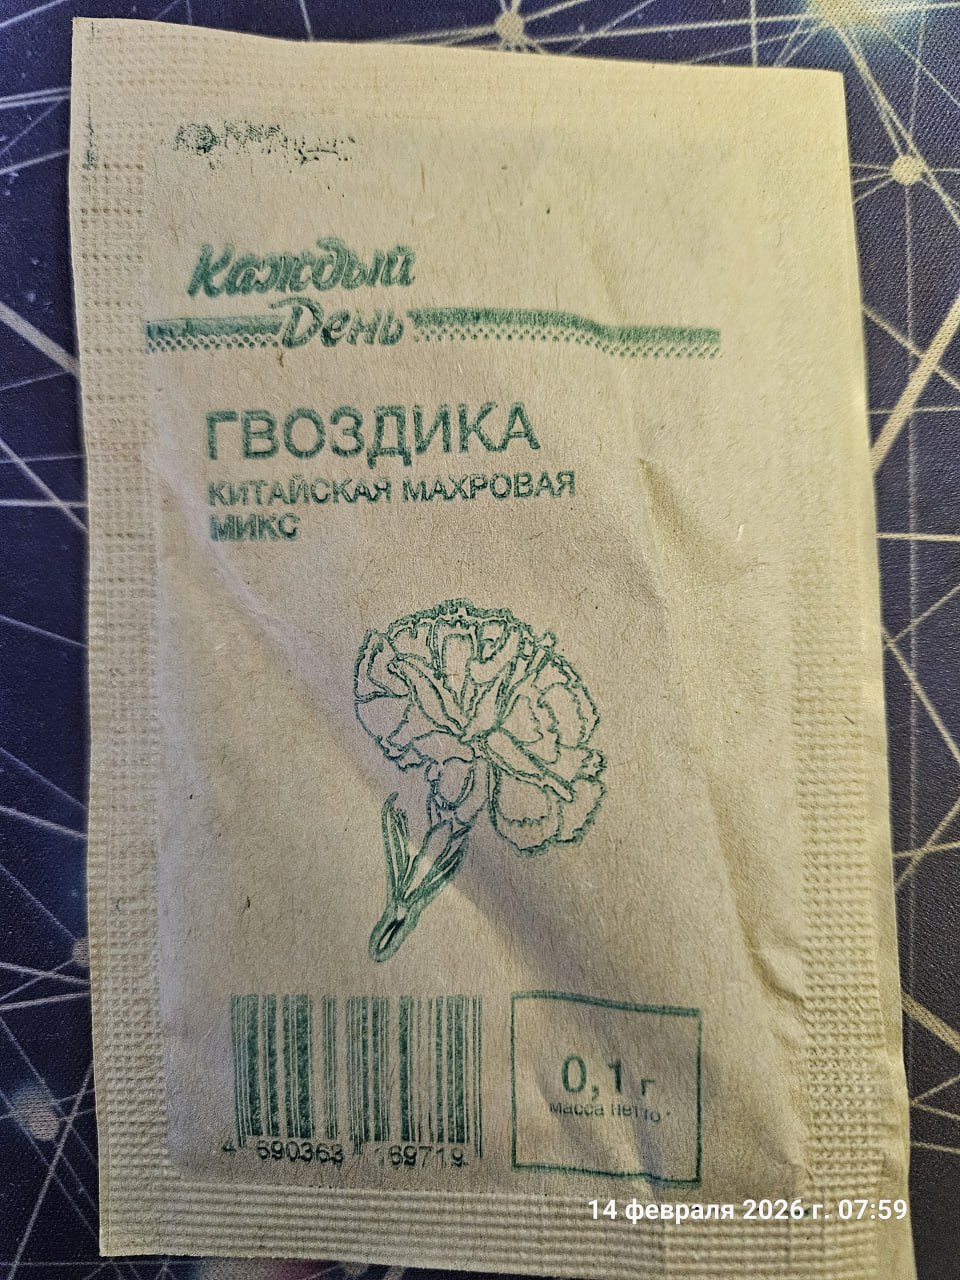 Каждый
День
ГВОЗДИКА
КИТАЙСКАЯ МАХРОВАЯ
МИКС
0,1 г
масса нетто
4 690363 169719
14 февраля 2026 г. 07:59